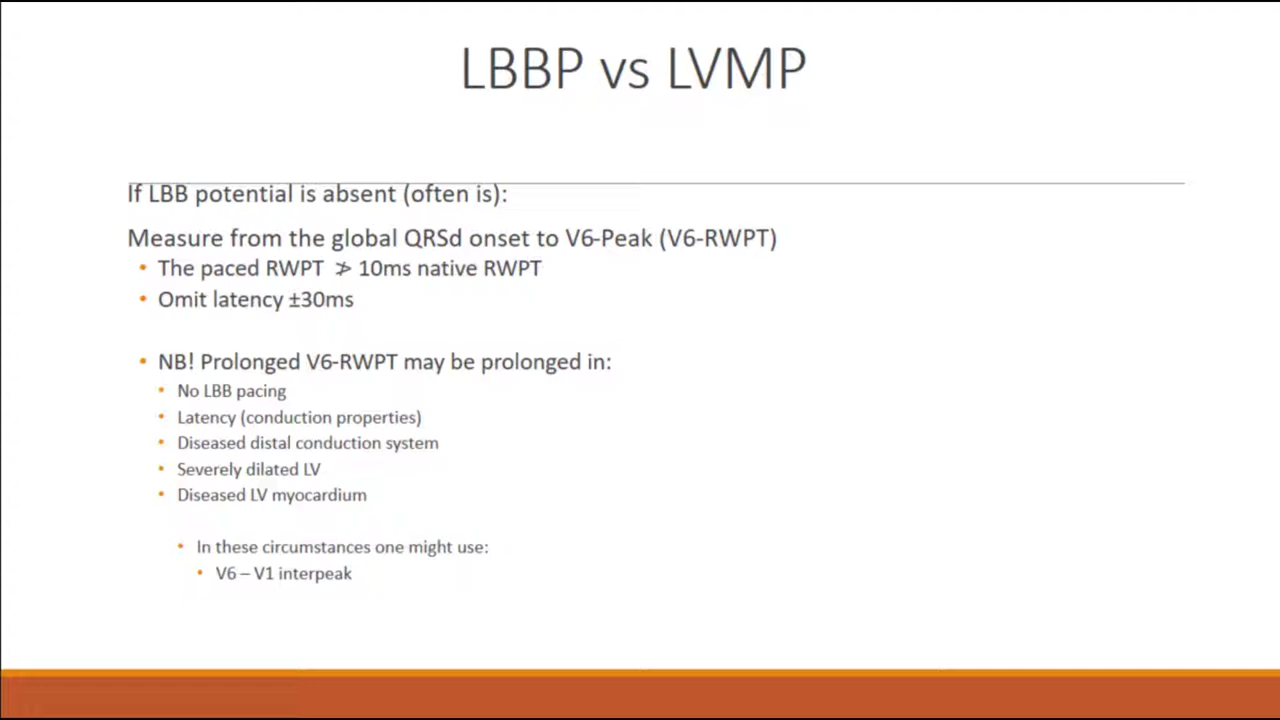 LBBP vs LVMP
If LBB potential is absent (often is):
Measure from the global QRSd onset to V6-Peak (V6-RWPT)
• The paced RWPT ≯ 10ms native RWPT
• Omit latency ±30ms
• NB! Prolonged V6-RWPT may be prolonged in:
• No LBB pacing
• Latency (conduction properties)
• Diseased distal conduction system
• Severely dilated LV
• Diseased LV myocardium
• In these circumstances one might use:
• V6 – V1 interpeak